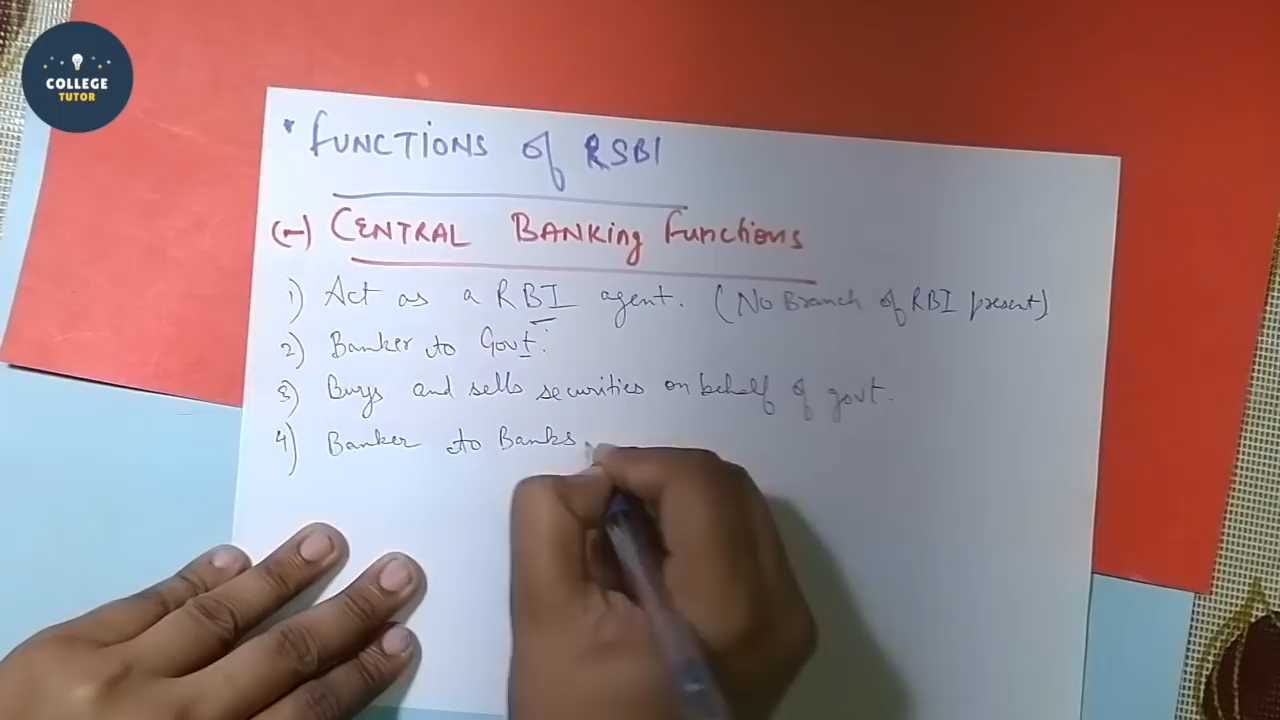 COLLEGE
TUTOR
* FUNCTIONS of RSBI
(-) CENTRAL BANKing functions
1) Act as a RBI agent. (No Branch of RBI present)
2) Banker to Govt.
3) Buys and sells securities on behalf of govt.
4) Banker to Banks